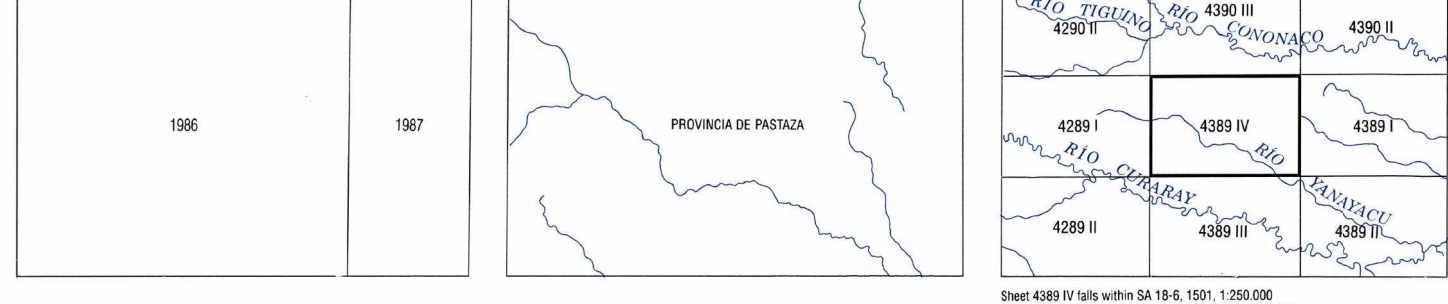 1986
1987
PROVINCIA DE PASTAZA
RÍO TIGUINO
4290 II
RÍO CONONACO
4390 III
4390 II
4289 I
4389 IV
4389 I
RÍO CURARAY
RÍO YANAYACU
4289 II
4389 III
4389 II
Sheet 4389 IV falls within SA 18-6, 1501, 1:250.000